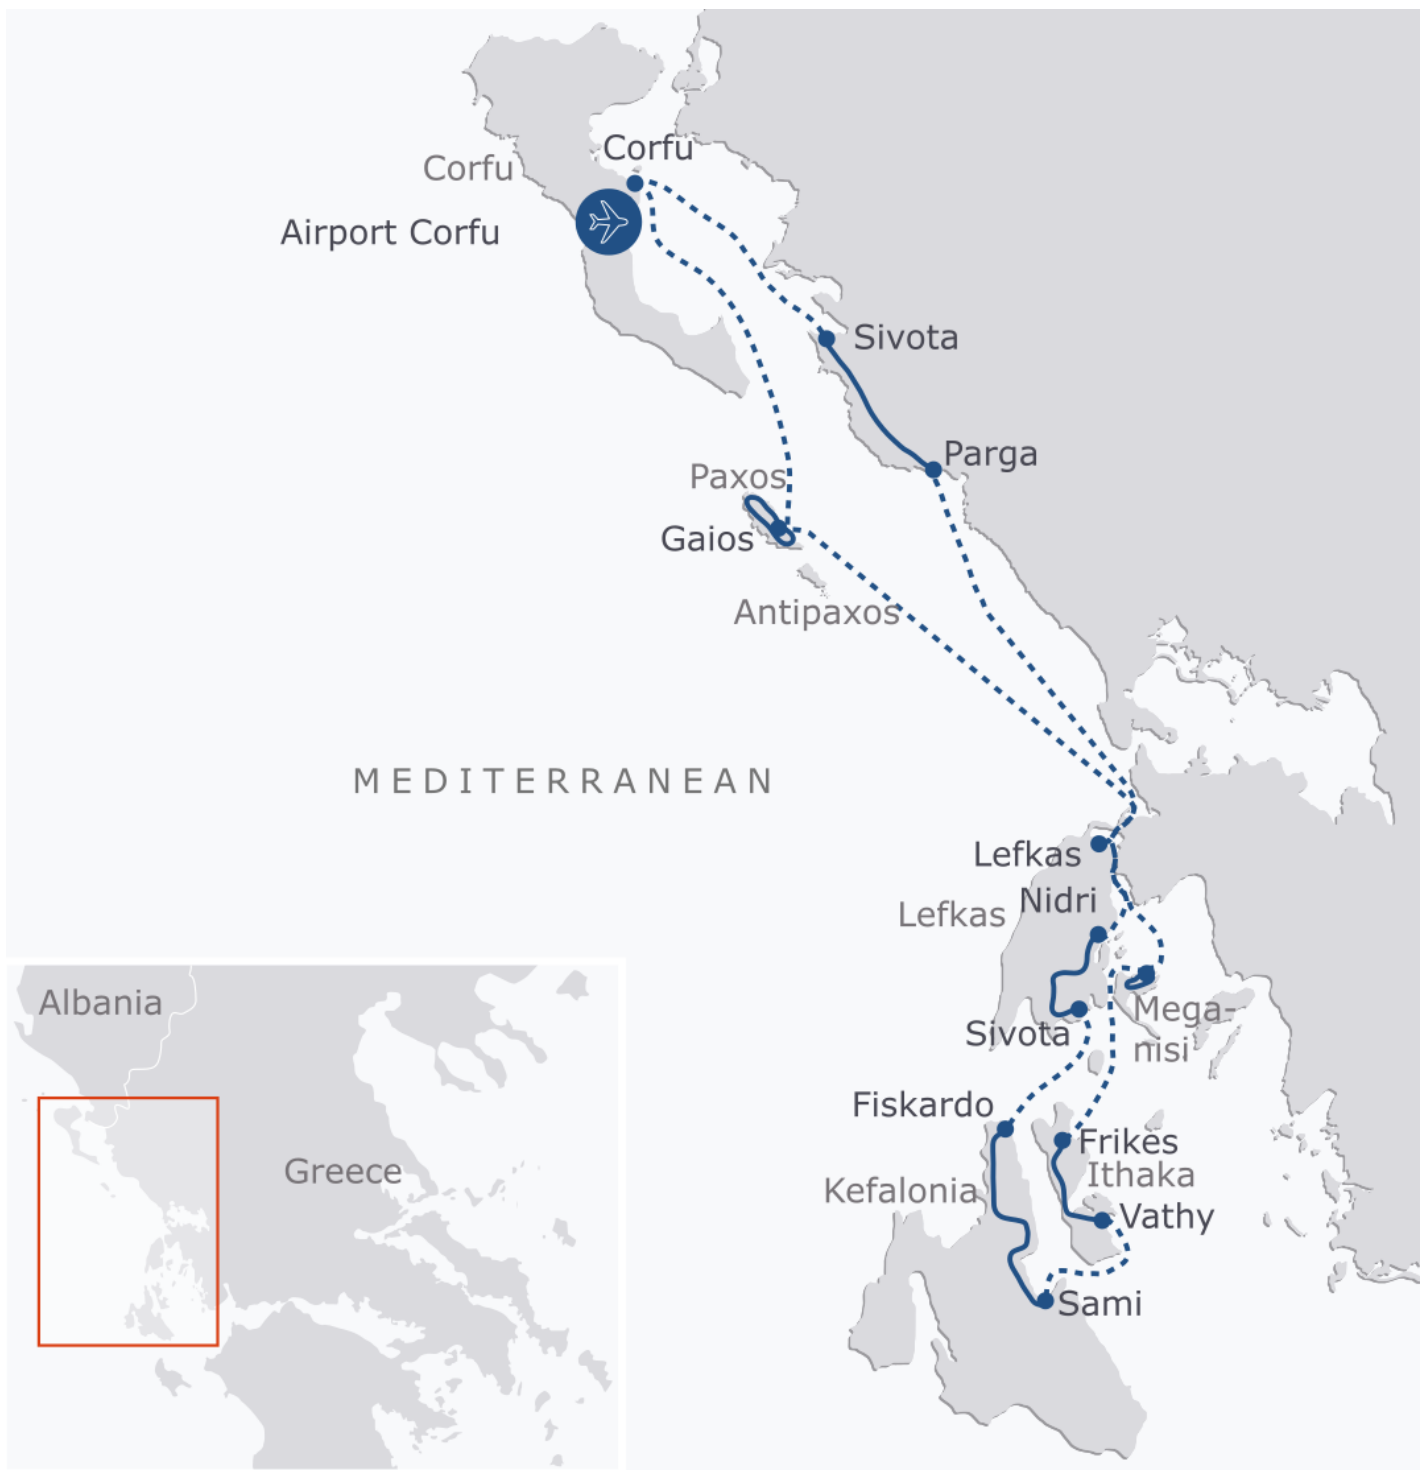 Corfu
Corfu
Airport Corfu
Sivota
Parga
Paxos
Gaios
Antipaxos
MEDITERRANEAN
Lefkas
Nidri
Lefkas
Mega-
nisi
Sivota
Fiskardo
Frikes
Ithaka
Kefalonia
Vathy
Sami
Albania
Greece